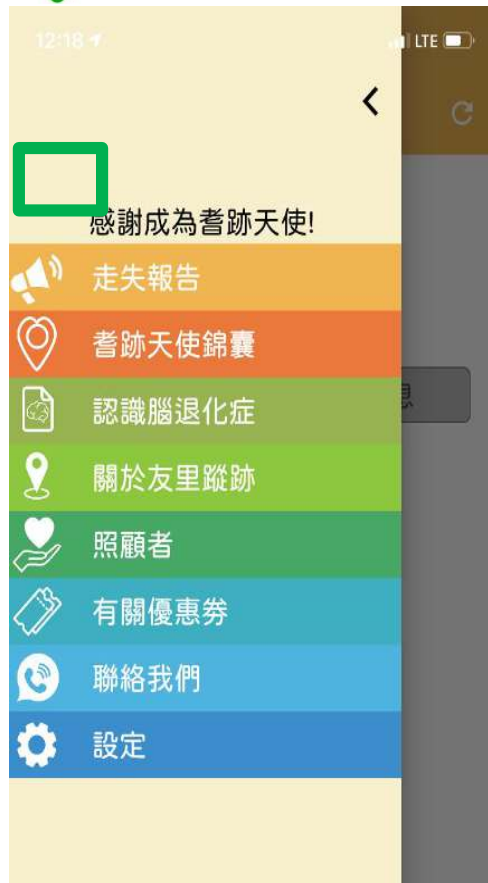 12:18
LTE
感謝成為耆跡天使!
走失報告
耆跡天使錦囊
認識腦退化症
息
關於友里蹤跡
照顧者
有關優惠券
聯絡我們
設定